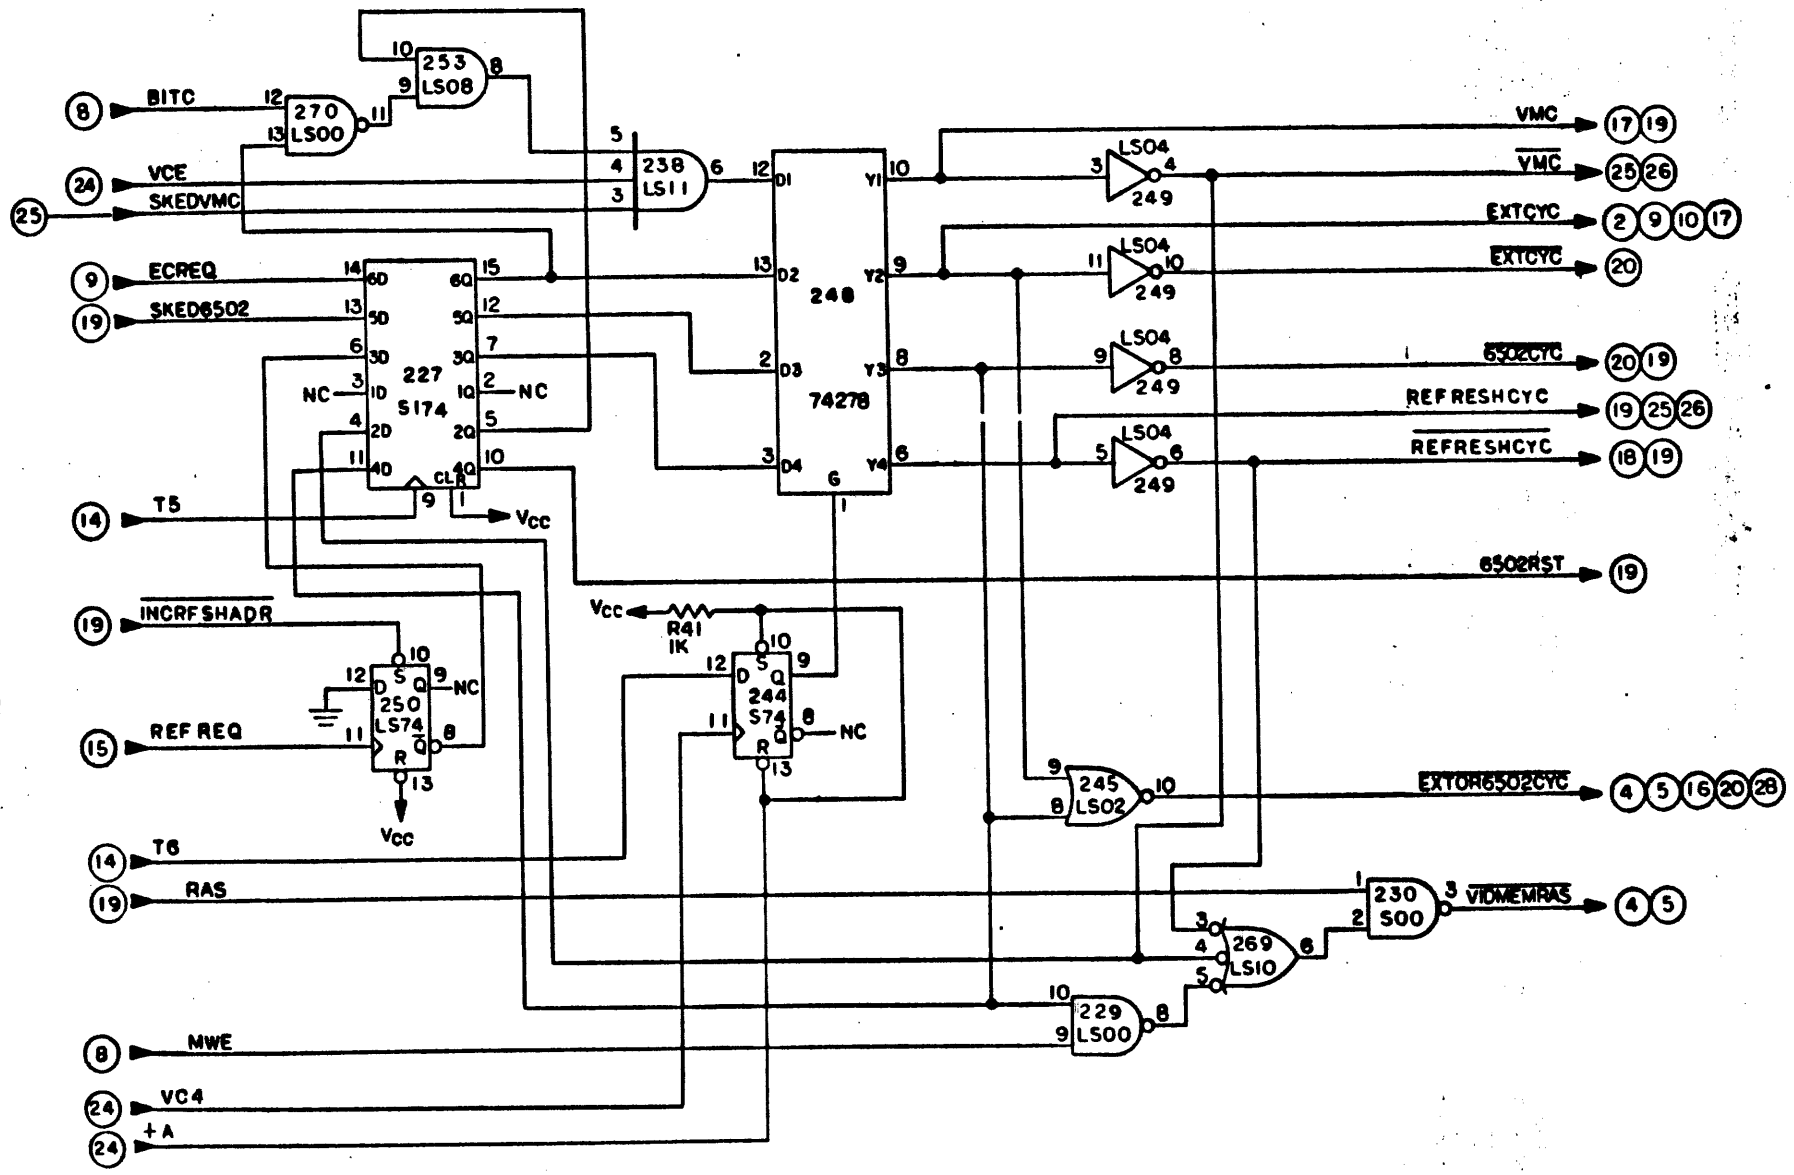 10 253 8
9 LS08
8 BITC 12 270 11
13 LS00
VMC 17 19
5
24 VCE 4 238 6 12 D1 Y1 10 3 LS04 4 VMC 25 26
25 SKEDVMC 3 LS11 249
EXTCYC 2 9 10 17
9 ECREQ 14 6D 6Q 15 13 D2 Y2 9 11 LS04 10 EXTCYC 20
248 249
19 SKED6502 13 5D 5Q 12
6 3D 3Q 7 2 D3 Y3 8 9 LS04 8 6502CYC 20 19
227 249
NC 3 1D 1Q 2 NC
S174 74278 REFRESHCYC 19 25 26
4 2D 2Q 5 LS04
11 4D 4Q 10 3 D4 Y4 6 5 6 REFRESHCYC 18 19
CLR G 249
14 T5 9 1 VCC 1
6502RST 19
19 INCRFSHADR VCC
R41
1K
10 10
12 D S Q 9 NC 12 D S Q 9
250 244
LS74 S74
15 REFREQ 11 Q 8 11 Q 8 NC
R R
13 13
VCC
9 245 10 EXTOR6502CYC 4 5 16 20 28
8 LS02
14 T6
19 RAS 1 230 3 VIDMEMRAS 4 5
2 S00
3 269 6
4 LS10
5
10 229 8
8 MWE 9 LS00
24 VC4
24 +A